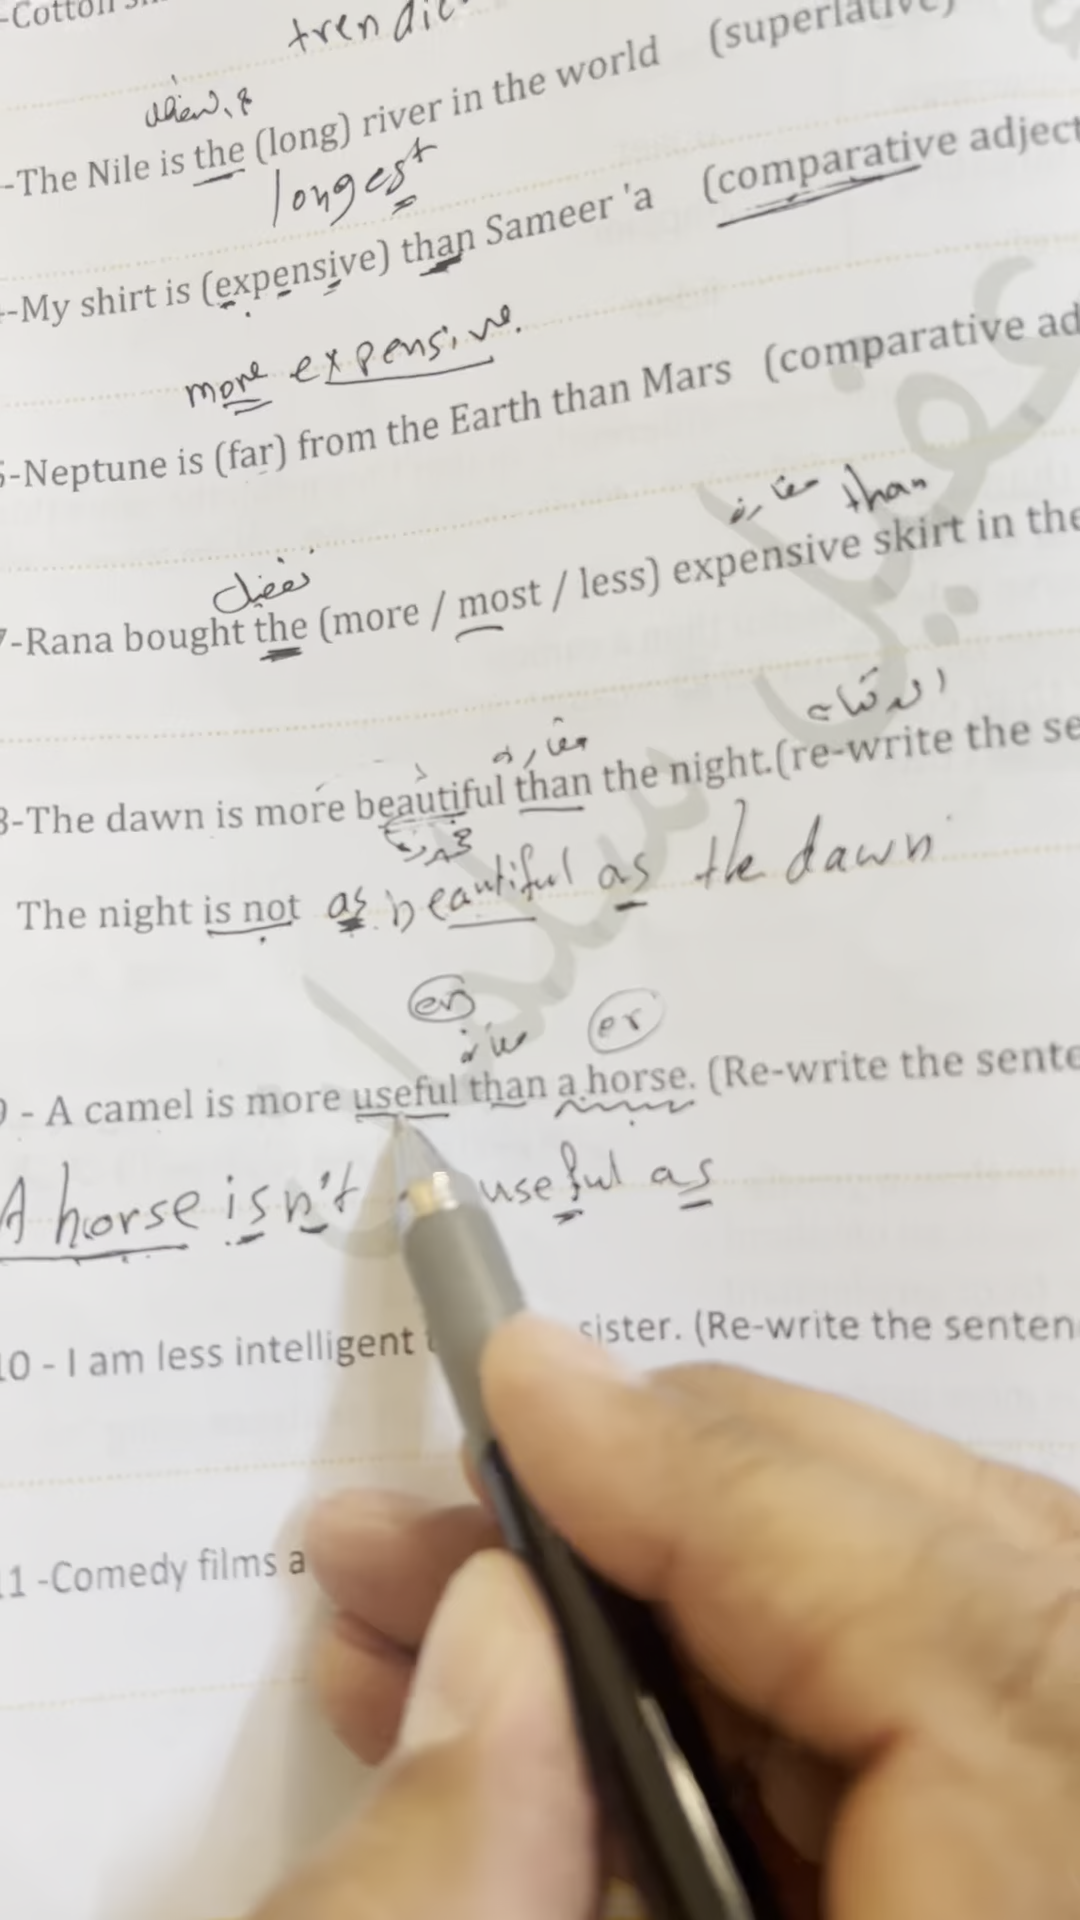 -Cotton
trendie
تفضيل
-The Nile is the (long) river in the world (superlative)
longest
-My shirt is (expensive) than Sameer 'a (comparative adject
more expensive.
-Neptune is (far) from the Earth than Mars (comparative ad
مقارنة than
تفضيل
7-Rana bought the (more / most / less) expensive skirt in the
مقارنة
8-The dawn is more beautiful than the night.(re-write the se
The night is not as beautiful as the dawn
er
مقارنة
er
9 - A camel is more useful than a horse. (Re-write the sente
A horse isn't useful as
10 - I am less intelligent sister. (Re-write the senten
11 -Comedy films a